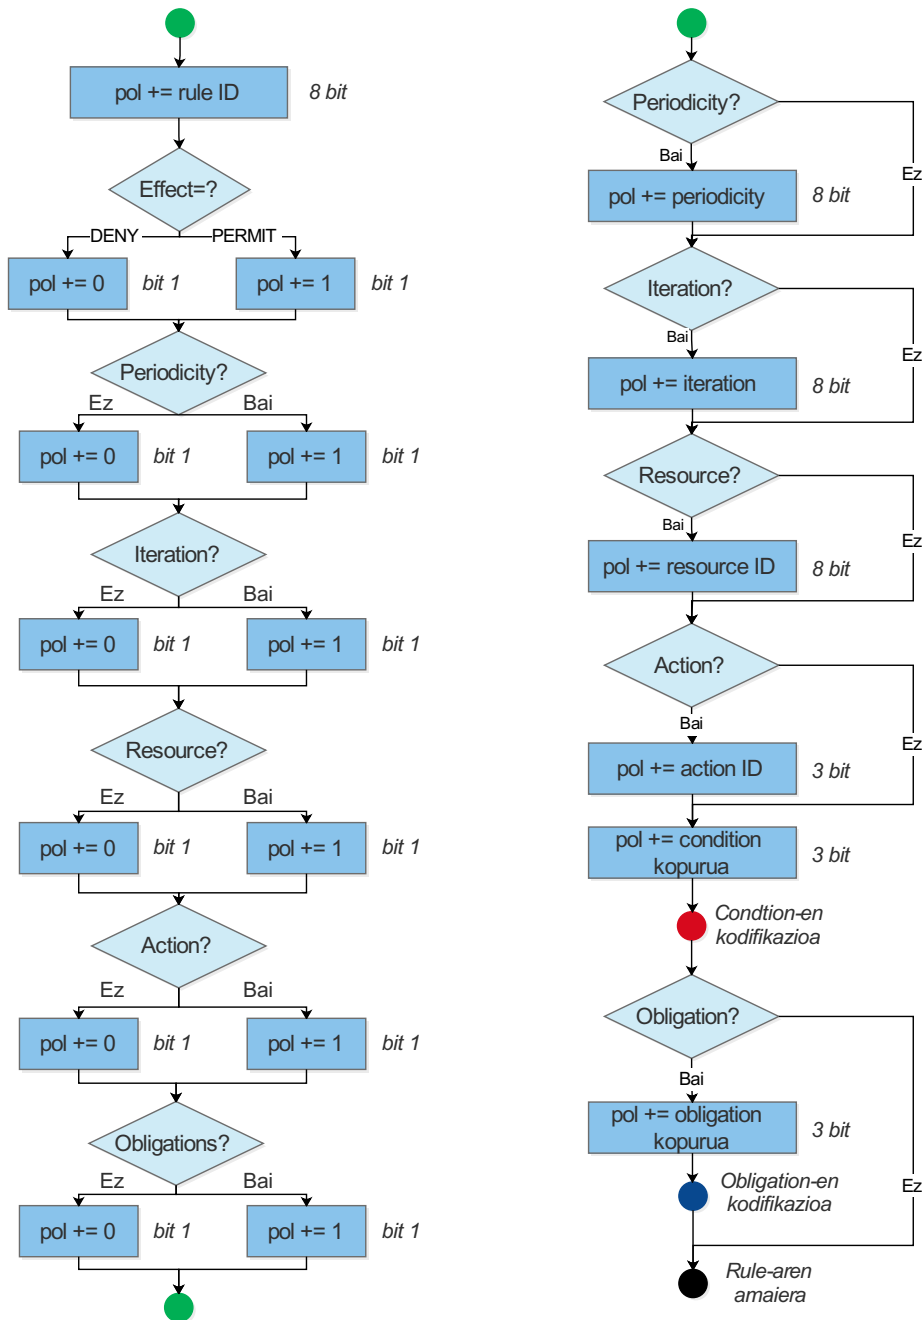 pol += rule ID
8 bit
Effect=?
DENY
PERMIT
pol += 0
bit 1
pol += 1
bit 1
Periodicity?
Ez
Bai
pol += 0
bit 1
pol += 1
bit 1
Iteration?
Ez
Bai
pol += 0
bit 1
pol += 1
bit 1
Resource?
Ez
Bai
pol += 0
bit 1
pol += 1
bit 1
Action?
Ez
Bai
pol += 0
bit 1
pol += 1
bit 1
Obligations?
Ez
Bai
pol += 0
bit 1
pol += 1
bit 1
Periodicity?
Bai
Ez
pol += periodicity
8 bit
Iteration?
Bai
Ez
pol += iteration
8 bit
Resource?
Bai
Ez
pol += resource ID
8 bit
Action?
Bai
Ez
pol += action ID
3 bit
pol += condition
kopurua
3 bit
Condtion-en
kodifikazioa
Obligation?
Bai
Ez
pol += obligation
kopurua
3 bit
Obligation-en
kodifikazioa
Rule-aren
amaiera